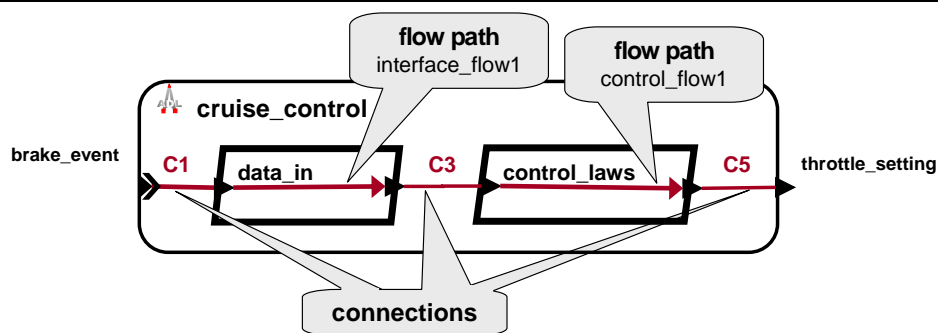 flow path
interface_flow1
flow path
control_flow1
cruise_control
brake_event
C1
data_in
C3
control_laws
C5
throttle_setting
connections